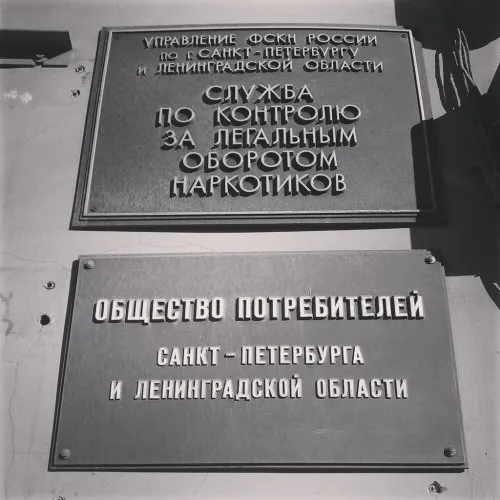 УПРАВЛЕНИЕ ФСКН РОССИИ
ПО Г. САНКТ-ПЕТЕРБУРГУ
И ЛЕНИНГРАДСКОЙ ОБЛАСТИ
СЛУЖБА
ПО КОНТРОЛЮ
ЗА ЛЕГАЛЬНЫМ
ОБОРОТОМ
НАРКОТИКОВ
ОБЩЕСТВО ПОТРЕБИТЕЛЕЙ
САНКТ-ПЕТЕРБУРГА
И ЛЕНИНГРАДСКОЙ ОБЛАСТИ